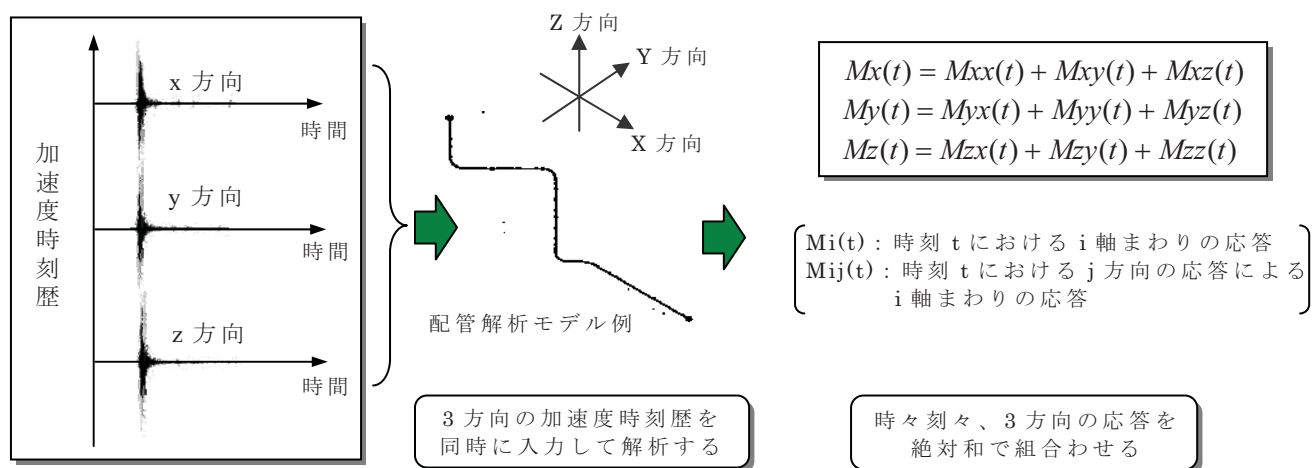 加速度時刻歴
x 方向
時間
y 方向
時間
z 方向
時間
Z 方向
Y 方向
X 方向
配管解析モデル例
3 方向の加速度時刻歴を
同時に入力して解析する
Mx(t) = Mxx(t) + Mxy(t) + Mxz(t)
My(t) = Myx(t) + Myy(t) + Myz(t)
Mz(t) = Mzx(t) + Mzy(t) + Mzz(t)
Mi(t) : 時刻 t における i 軸まわりの応答
Mij(t) : 時刻 t における j 方向の応答による
i 軸まわりの応答
時々刻々、3 方向の応答を
絶対和で組合わせる